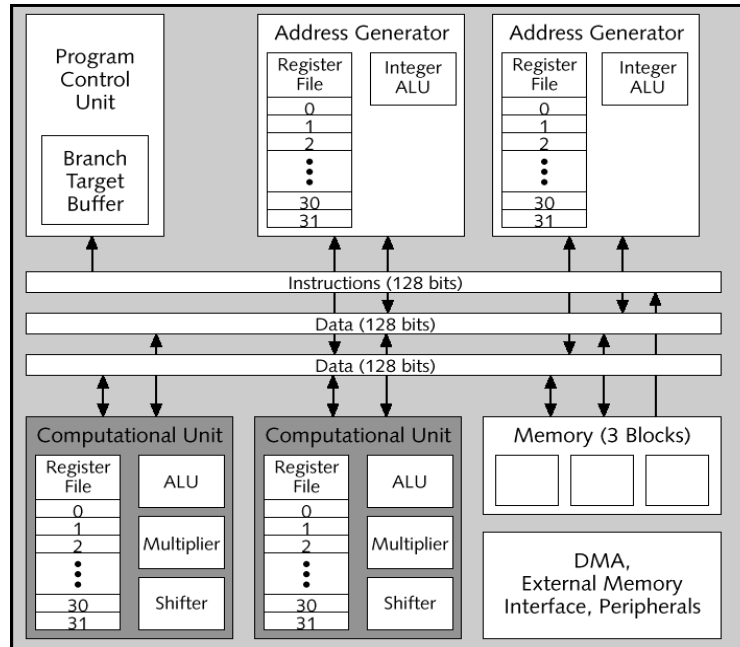 Program
Control
Unit
Branch
Target
Buffer
Address Generator
Register
File
0
1
2
30
31
Integer
ALU
Address Generator
Register
File
0
1
2
30
31
Integer
ALU
Instructions (128 bits)
Data (128 bits)
Data (128 bits)
Computational Unit
Register
File
0
1
2
30
31
ALU
Multiplier
Shifter
Computational Unit
Register
File
0
1
2
30
31
ALU
Multiplier
Shifter
Memory (3 Blocks)
DMA,
External Memory
Interface, Peripherals